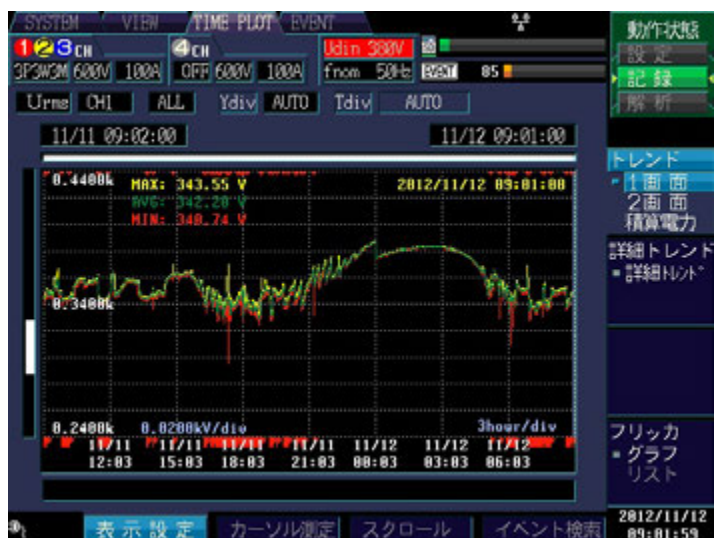 SYSTEM VIEW TIME PLOT EVENT
動作状態
1 2 3 CH 4 CH Udin 380V
設 定
3P3W3M 600V 100A OFF 600V 100A fnom 50Hz EVENT 85
記 録
Urms CH1 ALL Ydiv AUTO Tdiv AUTO
解 析
11/11 09:02:00 11/12 09:01:00
トレンド
1画 面
2画 面
積算電力
0.4400k MAX: 343.55 V 2012/11/12 09:01:00
AVG: 342.20 V
MIN: 340.74 V
詳細トレンド
詳細トレンド
0.3400k
0.2400k 0.0200kV/div 3hour/div
フリッカ
グラフ
リスト
11/11 11/11 11/11 11/11 11/12 11/12 11/12
12:03 15:03 18:03 21:03 00:03 03:03 06:03
表 示 設 定 カーソル測定 スクロール イベント検索
2012/11/12
09:01:59